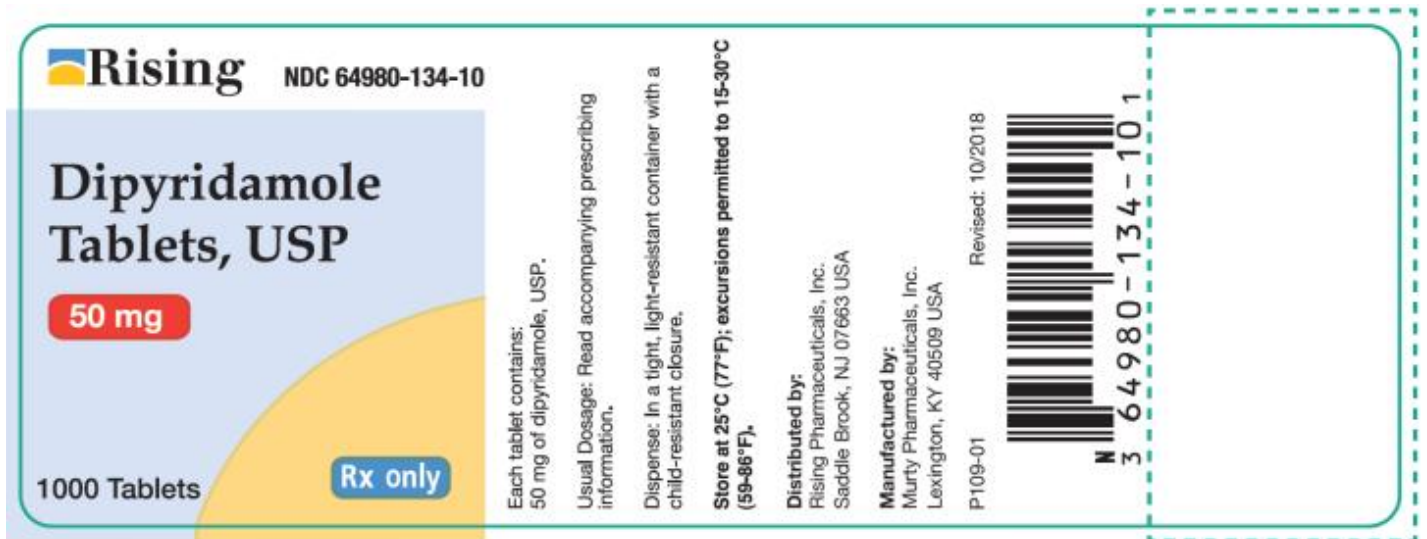 Rising
NDC 64980-134-10
Dipyridamole
Tablets, USP
50 mg
1000 Tablets
Rx only
Each tablet contains:
50 mg of dipyridamole, USP.
Usual Dosage: Read accompanying prescribing
information.
Dispense: In a tight, light-resistant container with a
child-resistant closure.
Store at 25°C (77°F); excursions permitted to 15-30°C
(59-86°F).
Distributed by:
Rising Pharmaceuticals, Inc.
Saddle Brook, NJ 07663 USA
Manufactured by:
Murty Pharmaceuticals, Inc.
Lexington, KY 40509 USA
P109-01 Revised: 10/2018
N
3 64980-134-10 1